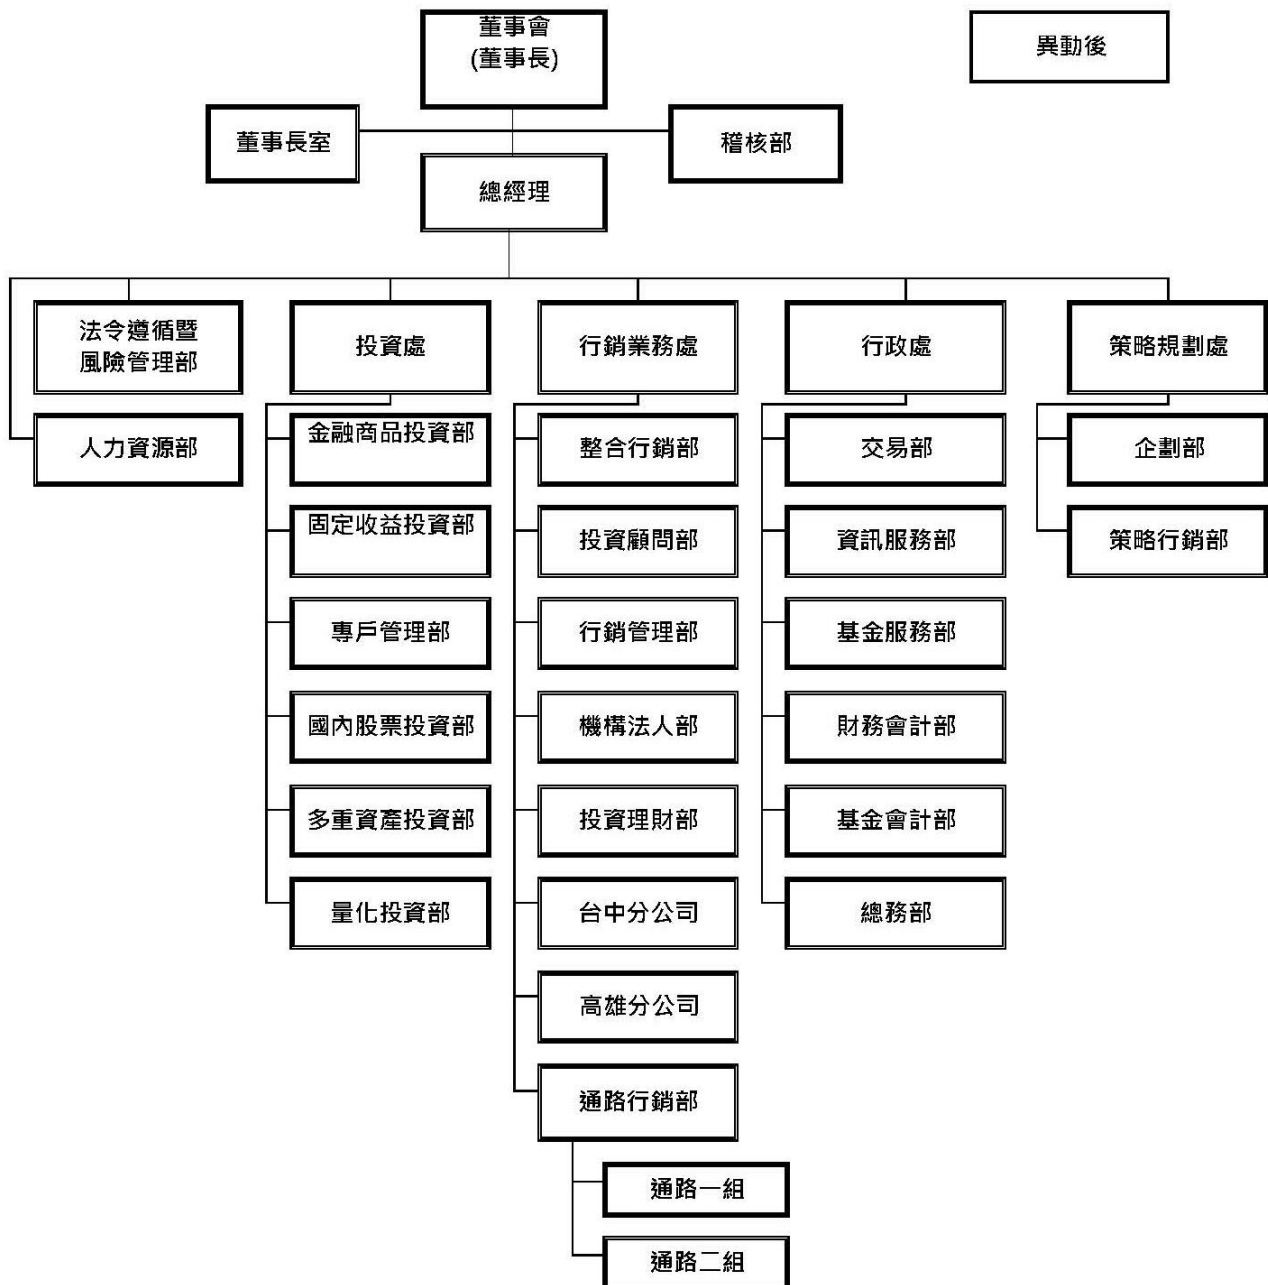 董事會
(董事長)
異動後
董事長室
稽核部
總經理
法令遵循暨
風險管理部
投資處
行銷業務處
行政處
策略規劃處
人力資源部
金融商品投資部
整合行銷部
交易部
企劃部
固定收益投資部
投資顧問部
資訊服務部
策略行銷部
專戶管理部
行銷管理部
基金服務部
國內股票投資部
機構法人部
財務會計部
多重資產投資部
投資理財部
基金會計部
量化投資部
台中分公司
總務部
高雄分公司
通路行銷部
通路一組
通路二組